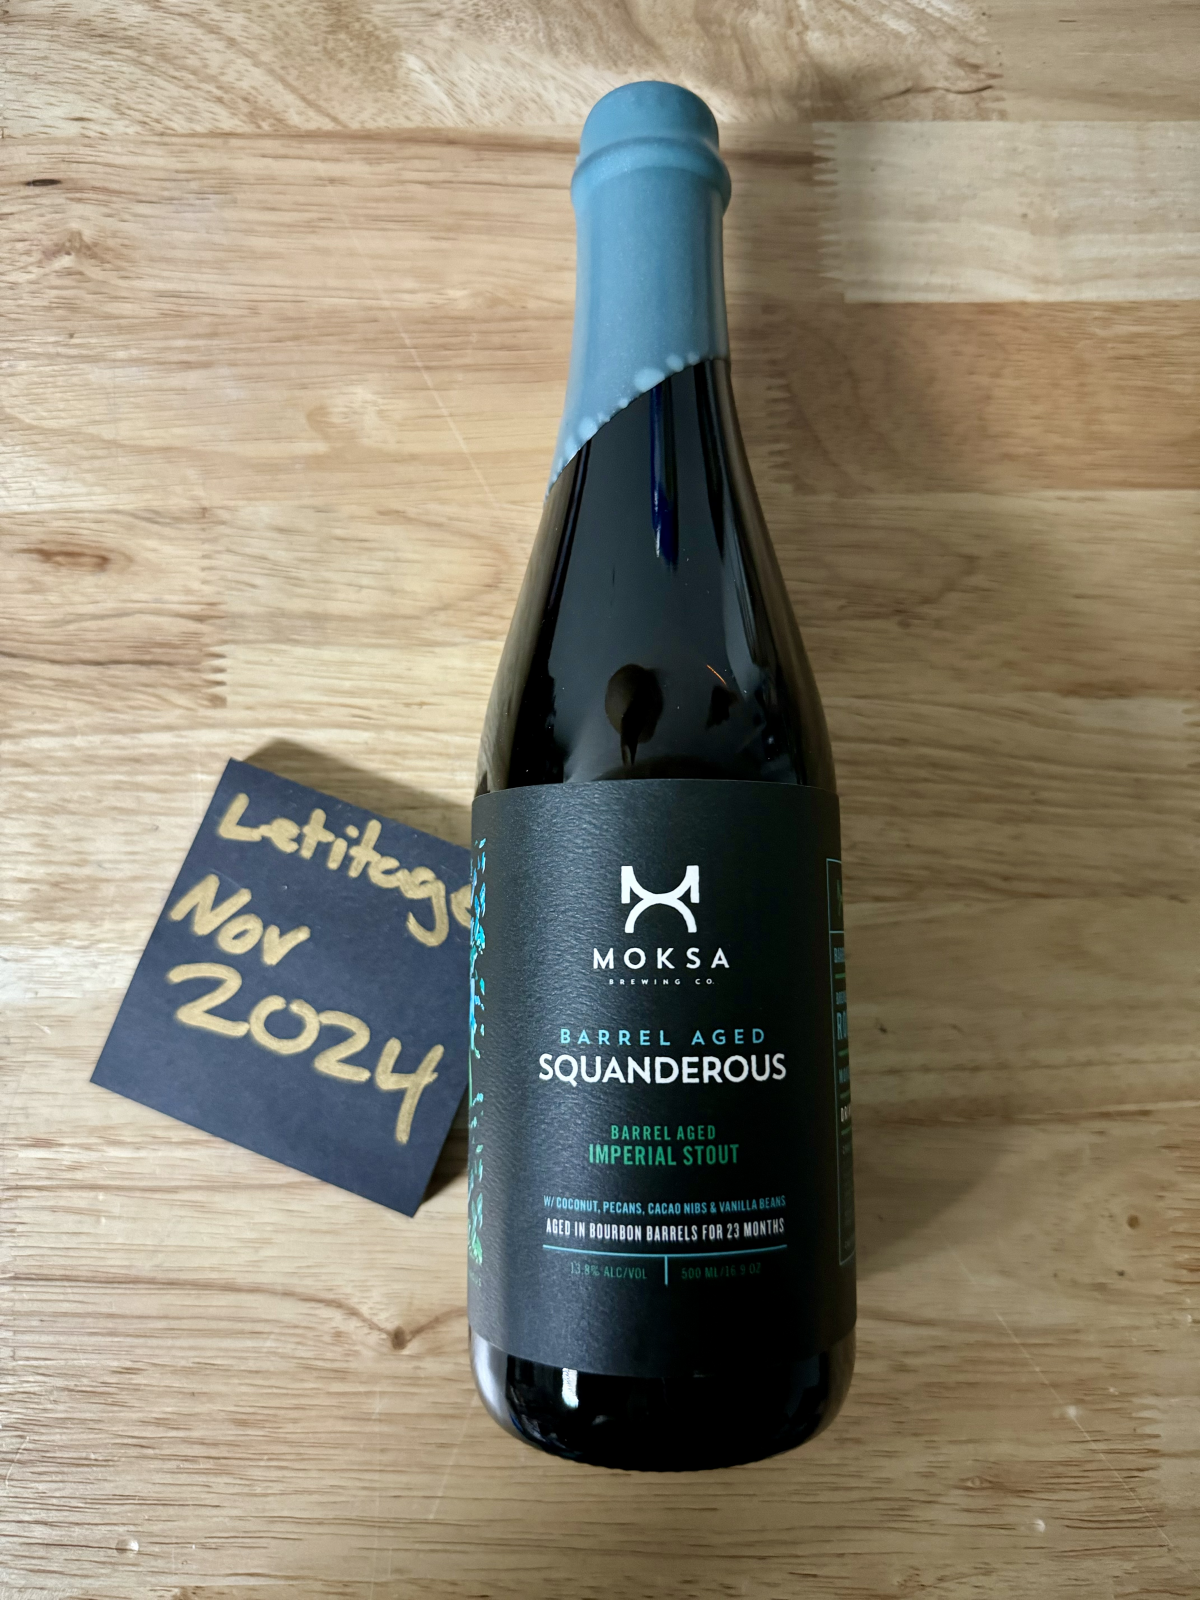 Letitage
Nov
2024
MOKSA
BREWING CO.
BARREL AGED
SQUANDEROUS
BARREL AGED
IMPERIAL STOUT
W/ COCONUT, PECANS, CACAO NIBS & VANILLA BEANS
AGED IN BOURBON BARRELS FOR 23 MONTHS
13.9% ALC/VOL
500 ML/16.9 OZ